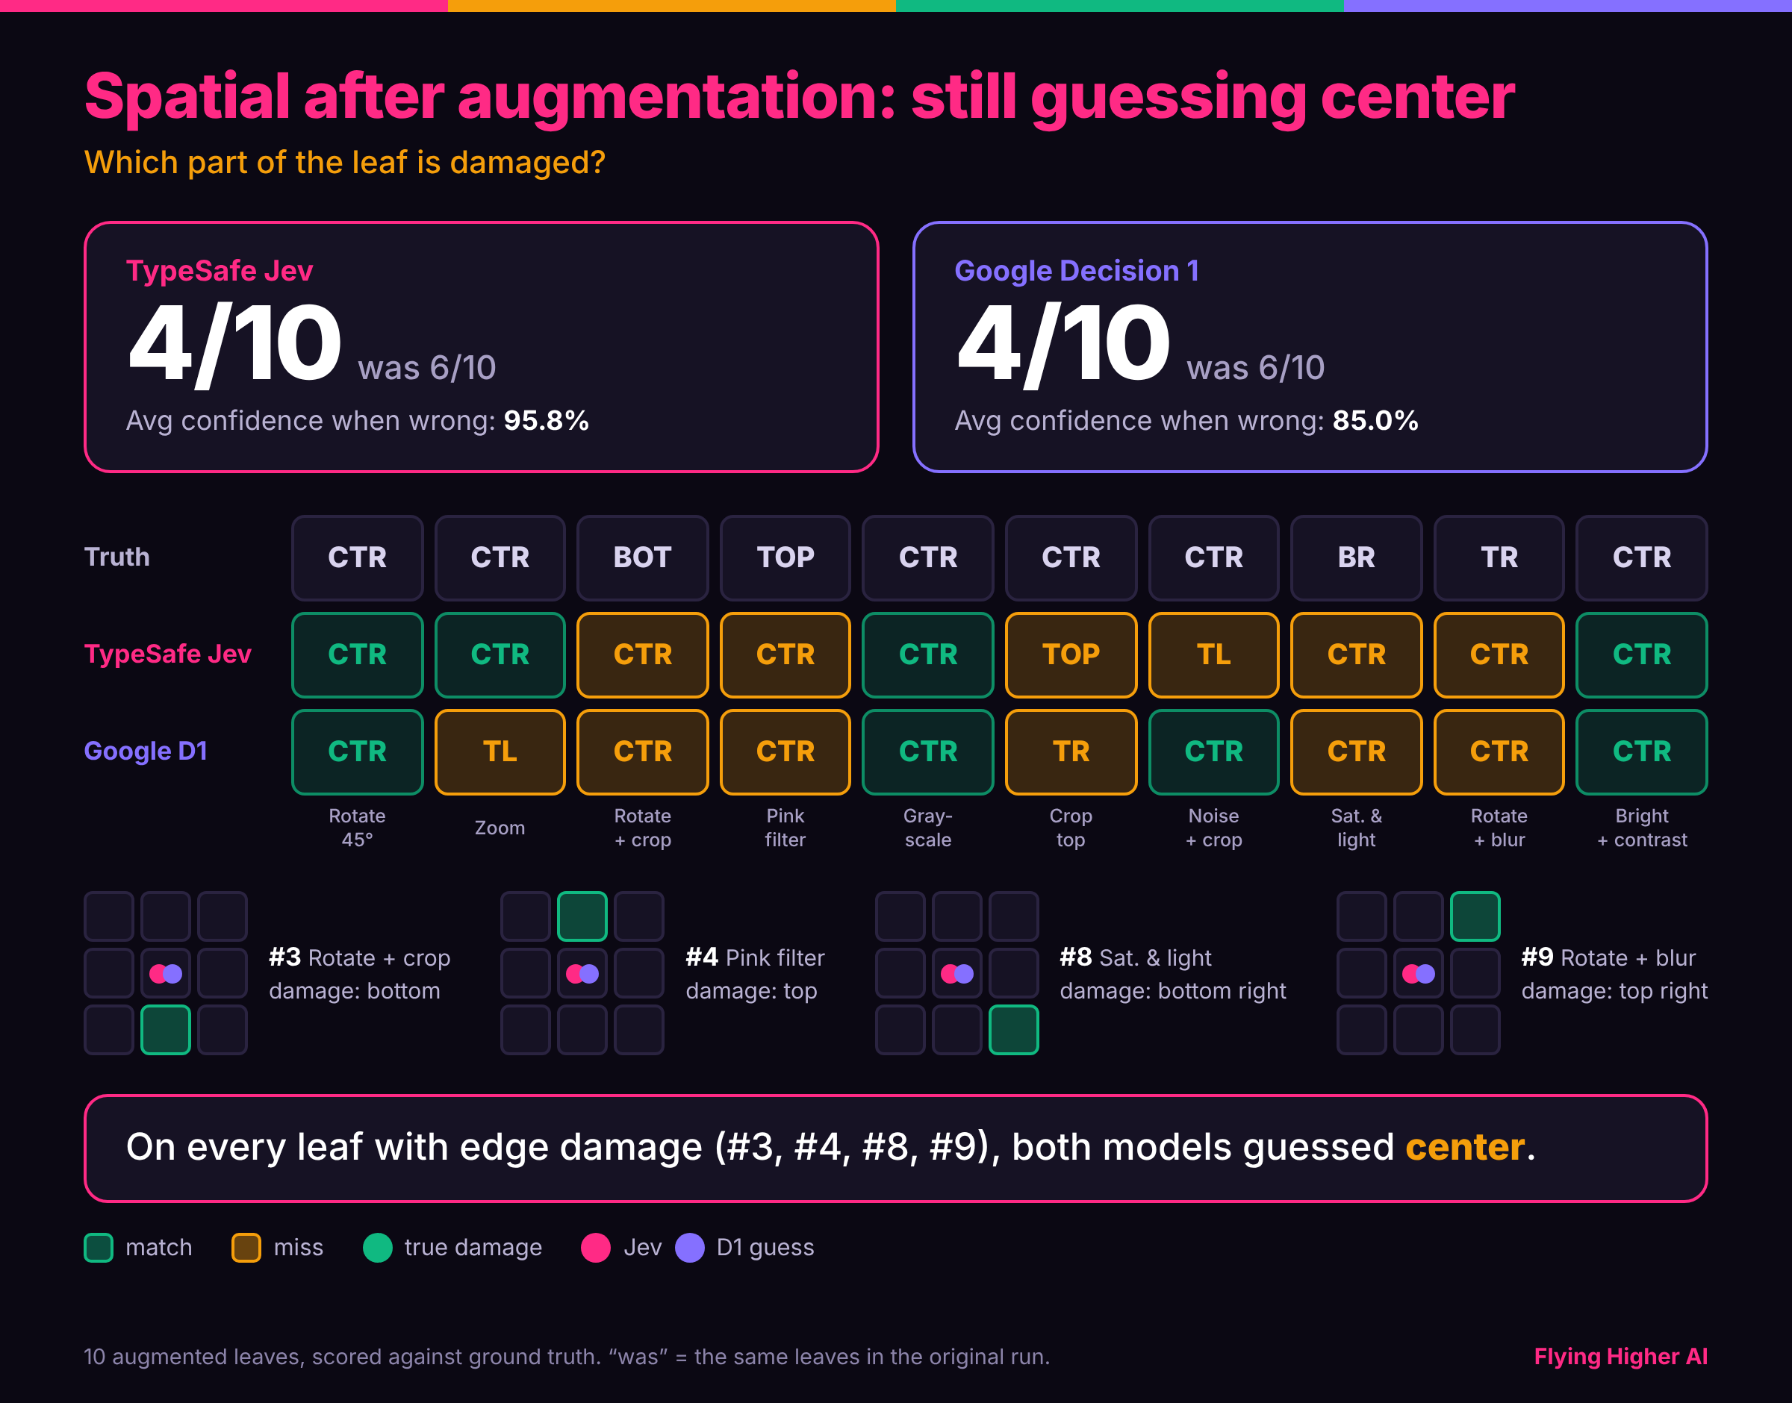 Spatial after augmentation: still guessing center
Which part of the leaf is damaged?
TypeSafe Jev
4/10 was 6/10
Avg confidence when wrong: 95.8%
Google Decision 1
4/10 was 6/10
Avg confidence when wrong: 85.0%
Truth CTR CTR BOT TOP CTR CTR CTR BR TR CTR
TypeSafe Jev CTR CTR CTR CTR CTR TOP TL CTR CTR CTR
Google D1 CTR TL CTR CTR CTR TR CTR CTR CTR CTR
Rotate
45°
Zoom
Rotate
+ crop
Pink
filter
Gray-
scale
Crop
top
Noise
+ crop
Sat. &
light
Rotate
+ blur
Bright
+ contrast
#3 Rotate + crop
damage: bottom
#4 Pink filter
damage: top
#8 Sat. & light
damage: bottom right
#9 Rotate + blur
damage: top right
On every leaf with edge damage (#3, #4, #8, #9), both models guessed center.
match miss true damage Jev D1 guess
10 augmented leaves, scored against ground truth. “was” = the same leaves in the original run.
Flying Higher AI